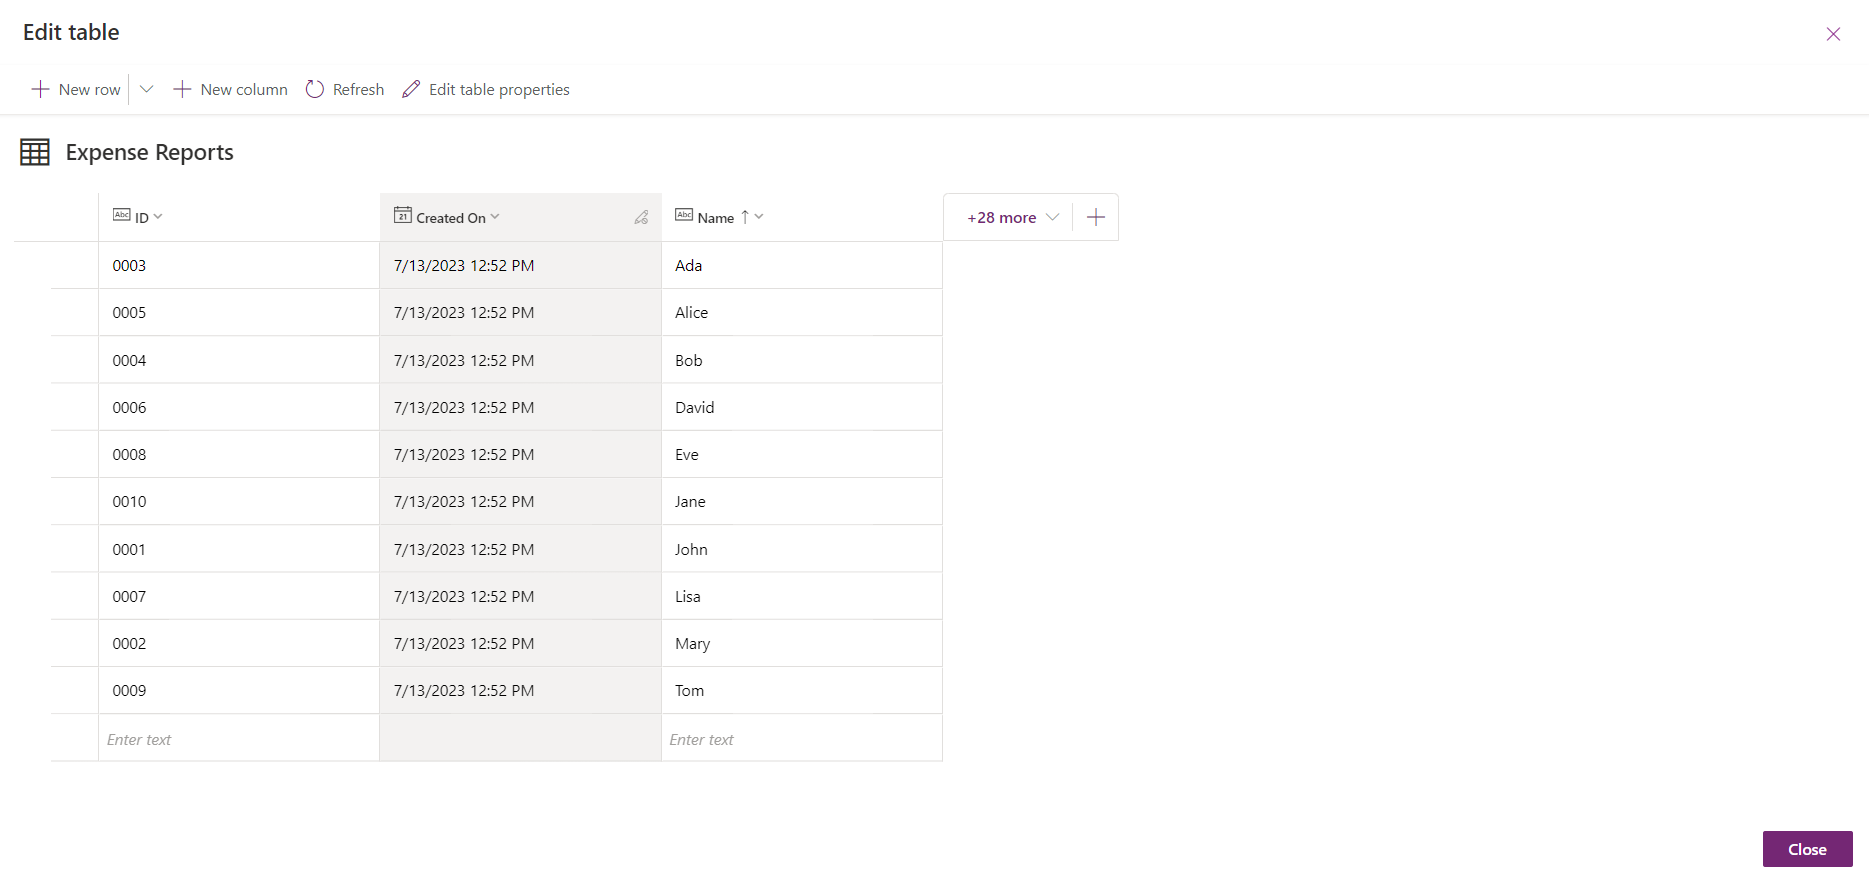 Edit table
New row New column Refresh Edit table properties
Expense Reports
Abc ID 21 Created On Abc Name +28 more
0003 7/13/2023 12:52 PM Ada
0005 7/13/2023 12:52 PM Alice
0004 7/13/2023 12:52 PM Bob
0006 7/13/2023 12:52 PM David
0008 7/13/2023 12:52 PM Eve
0010 7/13/2023 12:52 PM Jane
0001 7/13/2023 12:52 PM John
0007 7/13/2023 12:52 PM Lisa
0002 7/13/2023 12:52 PM Mary
0009 7/13/2023 12:52 PM Tom
Enter text Enter text
Close